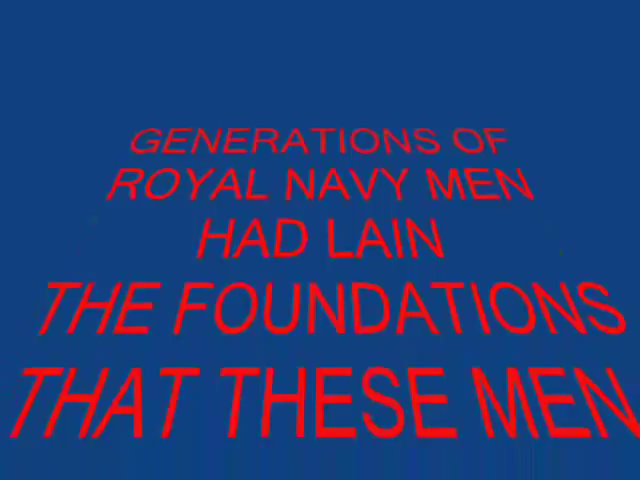 GENERATIONS OF
ROYAL NAVY MEN
HAD LAIN
THE FOUNDATIONS
THAT THESE MEN